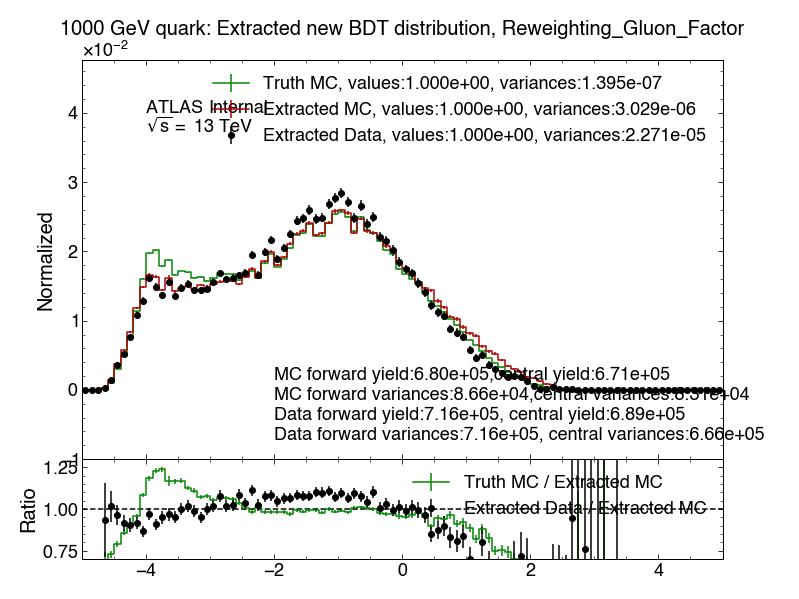 1000 GeV quark: Extracted new BDT distribution, Reweighting_Gluon_Factor
×10⁻²
Truth MC, values:1.000e+00, variances:1.395e-07
ATLAS Internal
Extracted MC, values:1.000e+00, variances:3.029e-06
√s = 13 TeV
Extracted Data, values:1.000e+00, variances:2.271e-05
4
3
2
1
0
1
Normalized
MC forward yield:6.80e+05,central yield:6.71e+05
MC forward variances:8.66e+04,central variances:8.31e+04
Data forward yield:7.16e+05, central yield:6.89e+05
Data forward variances:7.16e+05, central variances:6.66e+05
1.25
1.00
0.75
Ratio
Truth MC / Extracted MC
Extracted Data / Extracted MC
−4
−2
0
2
4